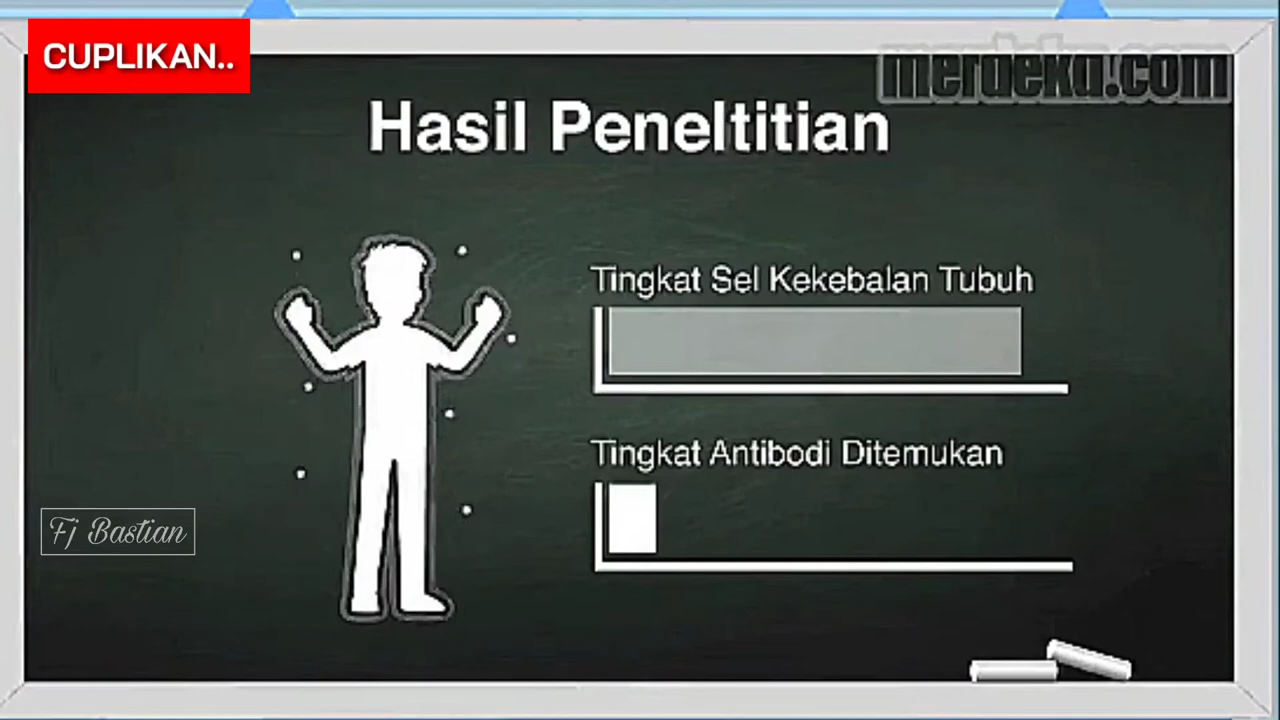 CUPLIKAN..
merdeka.com
Hasil Peneltitian
Tingkat Sel Kekebalan Tubuh
Tingkat Antibodi Ditemukan
Fj Bastian